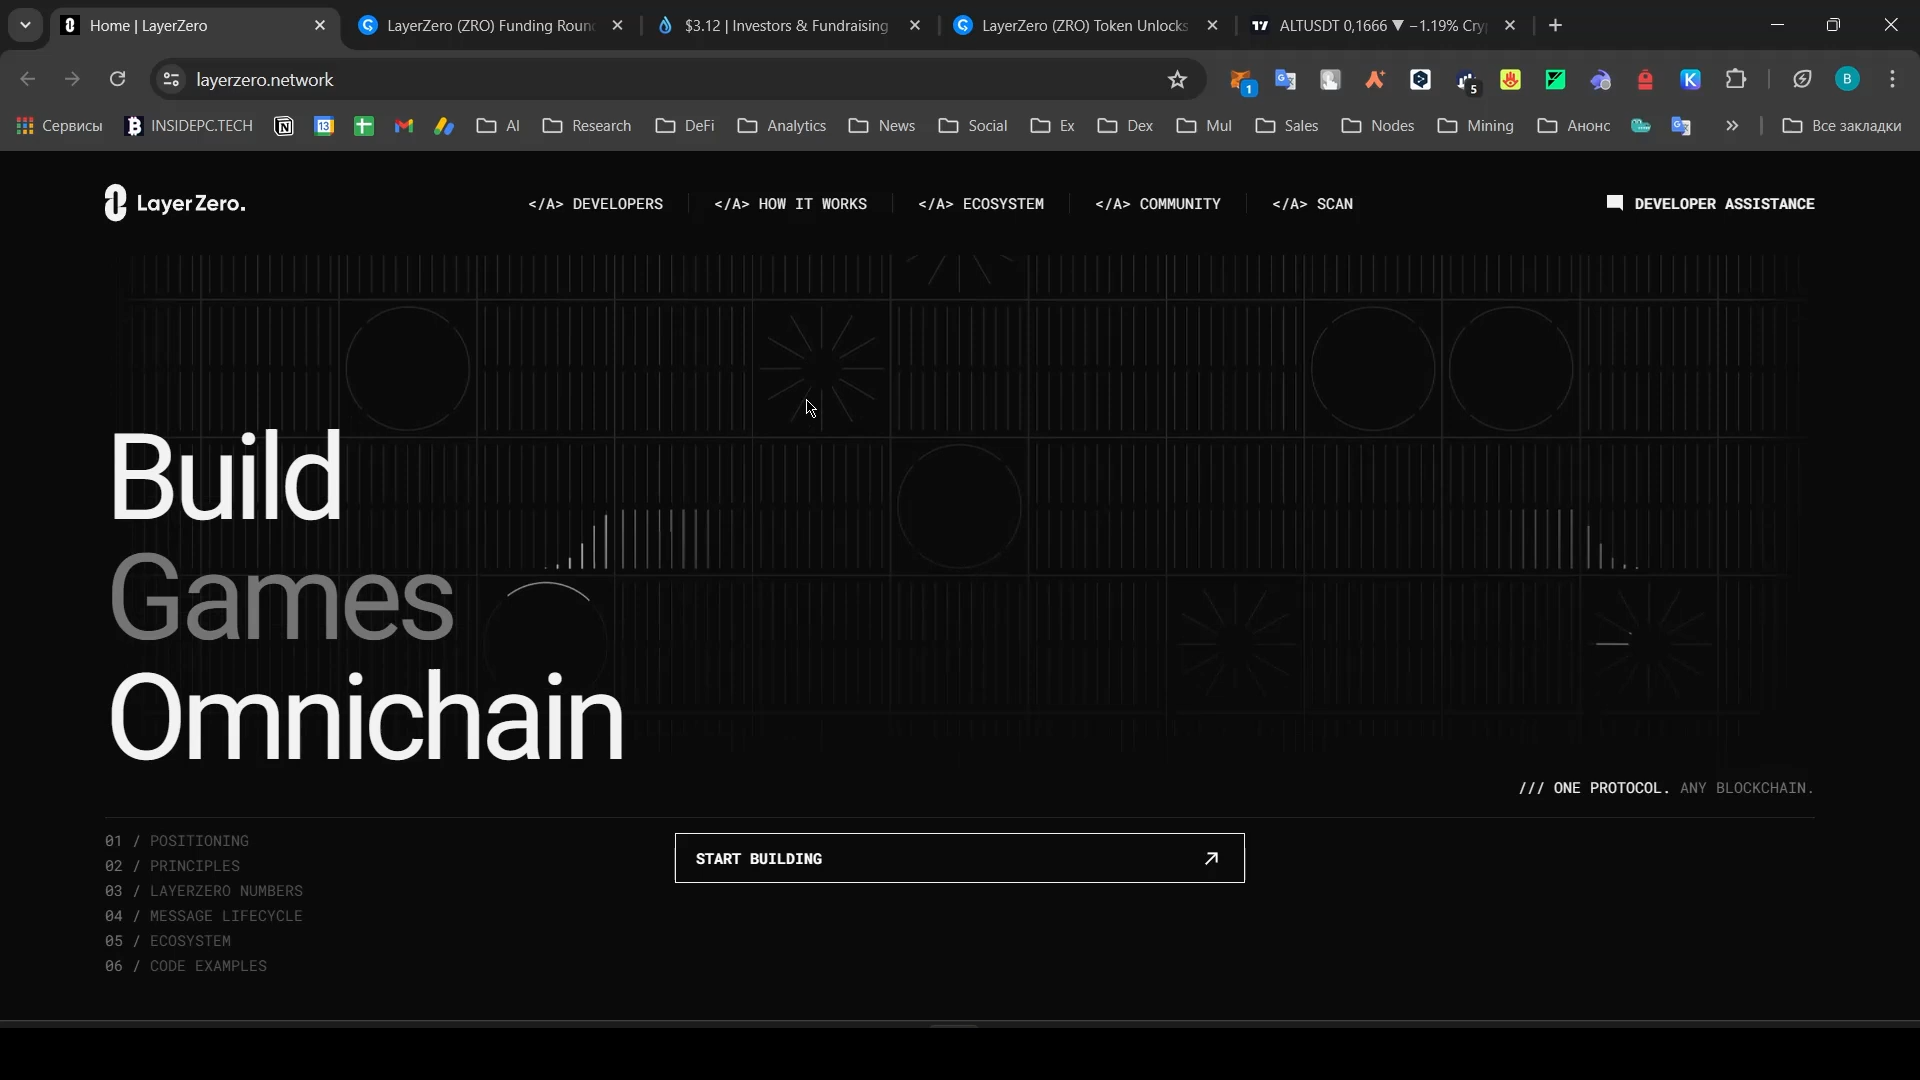 Home | LayerZero
LayerZero (ZRO) Funding Roun
$3.12 | Investors & Fundraising
LayerZero (ZRO) Token Unlocks
ALTUSDT 0,1666 ▼ −1.19% Cry
layerzero.network
1
5
B
Сервисы
INSIDEPC.TECH
13
AI
Research
DeFi
Analytics
News
Social
Ex
Dex
Mul
Sales
Nodes
Mining
Анонс
Все закладки
LayerZero.
</A> DEVELOPERS
</A> HOW IT WORKS
</A> ECOSYSTEM
</A> COMMUNITY
</A> SCAN
DEVELOPER ASSISTANCE
Build
Games
Omnichain
/// ONE PROTOCOL. ANY BLOCKCHAIN.
01 / POSITIONING
02 / PRINCIPLES
03 / LAYERZERO NUMBERS
04 / MESSAGE LIFECYCLE
05 / ECOSYSTEM
06 / CODE EXAMPLES
START BUILDING